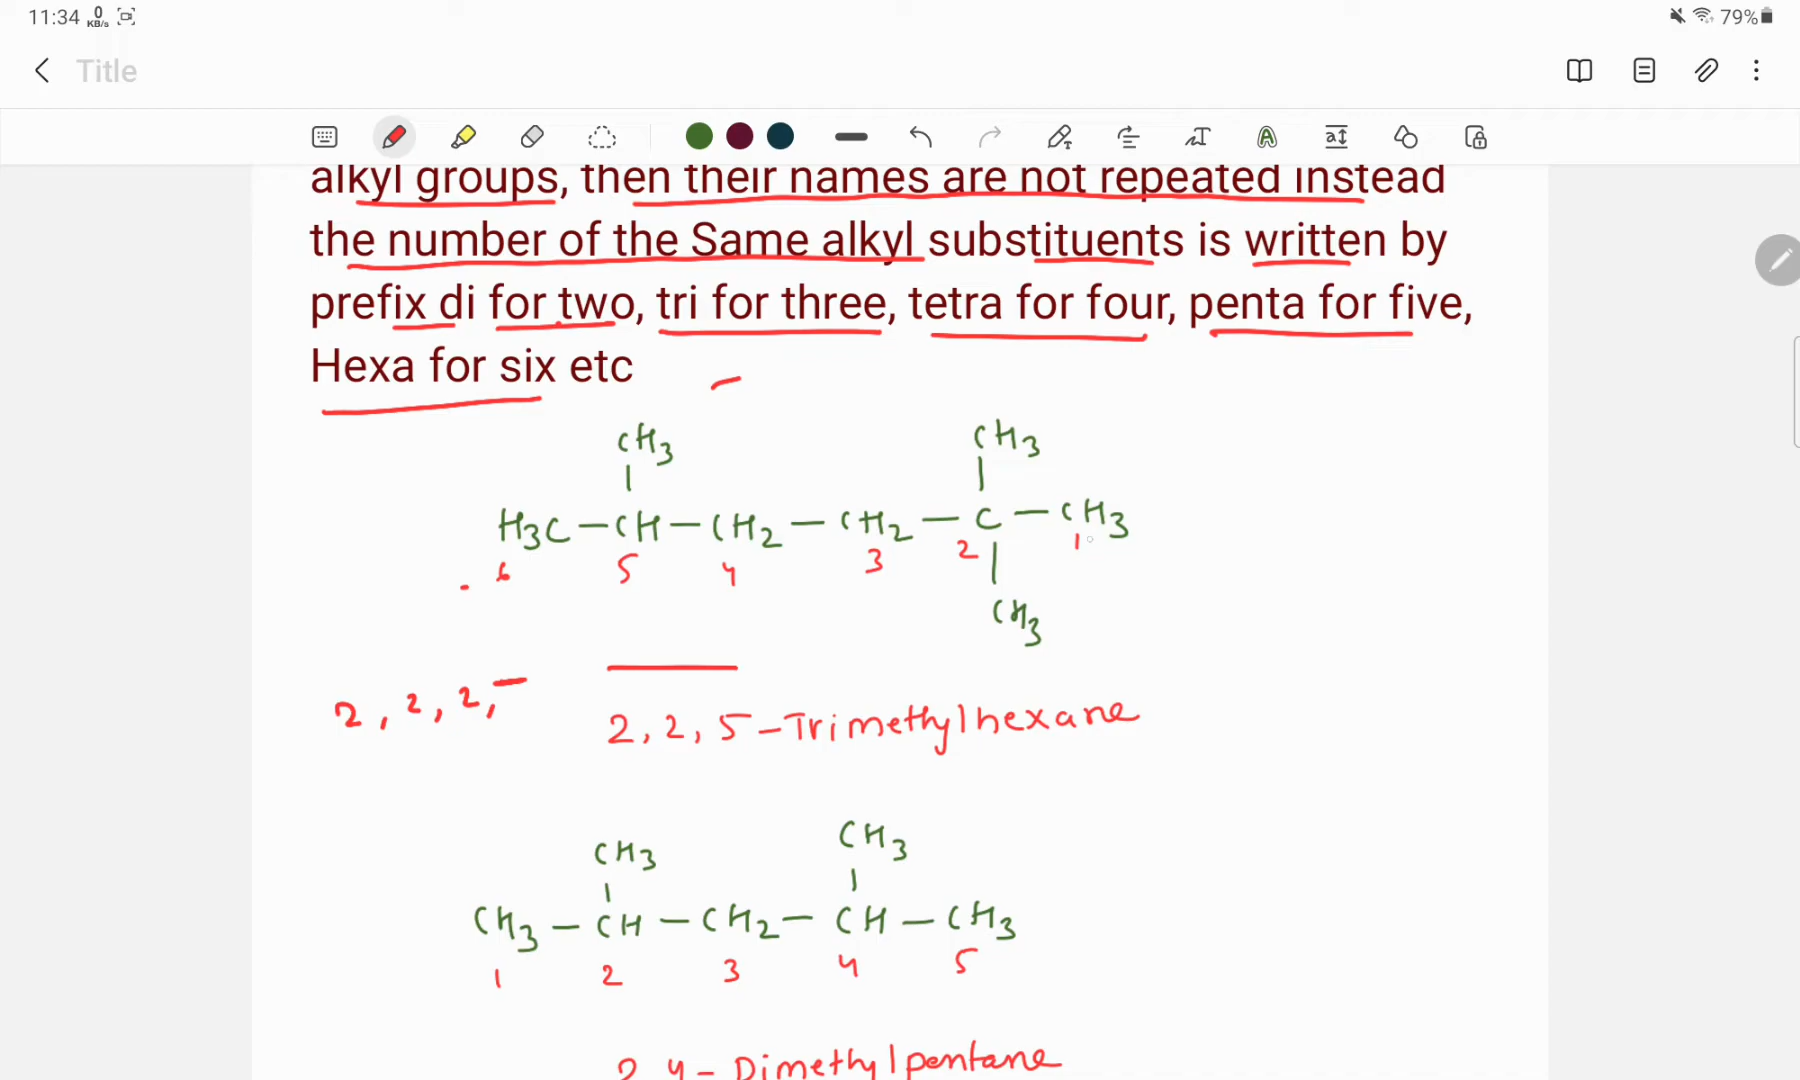 11:34 0 KB/s 79%
Title
alkyl groups, then their names are not repeated instead
the number of the Same alkyl substituents is written by
prefix di for two, tri for three, tetra for four, penta for five,
Hexa for six etc
CH3 CH3
H3C – CH – CH2 – CH2 – C – CH3
6 5 4 3 2 1
CH3
2, 2, 2, –
2, 2, 5 – Trimethylhexane
CH3 CH3
CH3 – CH – CH2 – CH – CH3
1 2 3 4 5
2 4 – Dimethylpentane